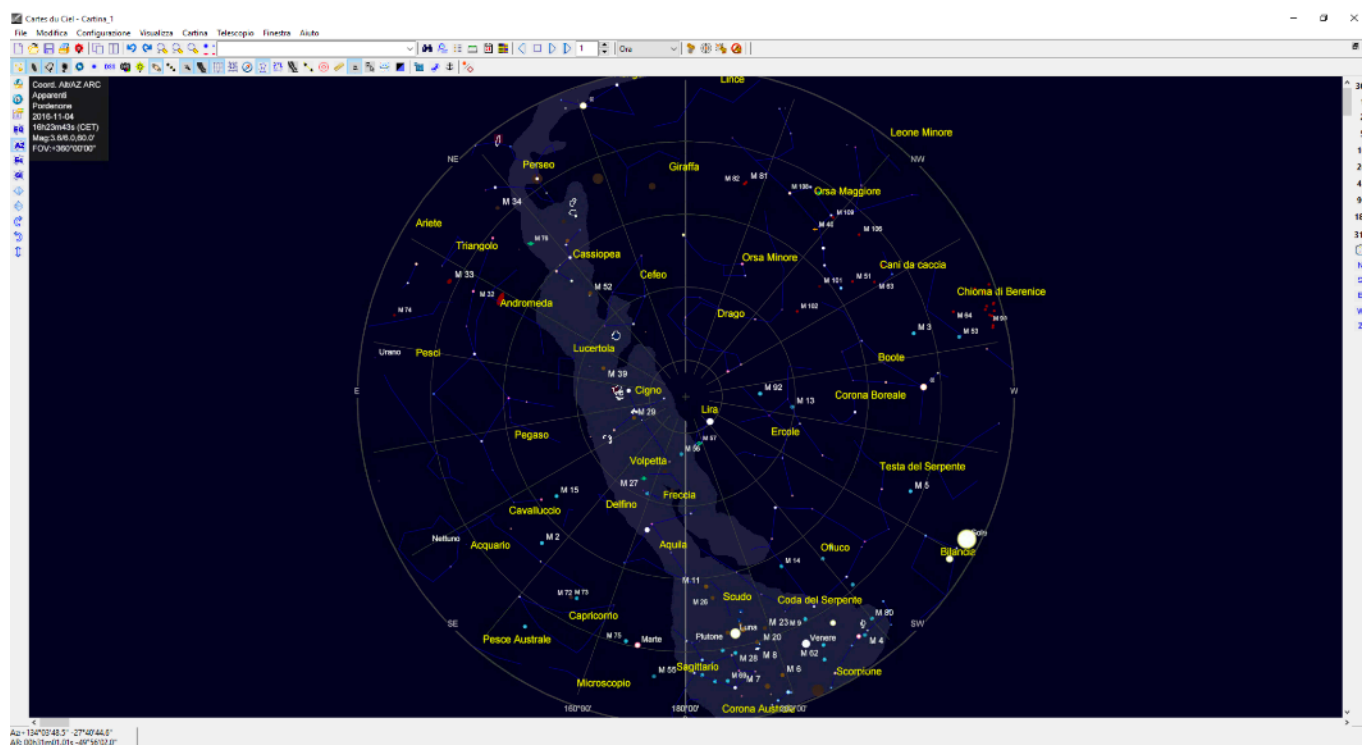 Cartes du Ciel - Cartina_1
File Modifica Configurazione Visualizza Cartina Telescopio Finestra Aiuto
1 Ora
Coord. Alt/AZ ARC
Apparenti
Pordenone
2016-11-04
16h23m43s (CET)
FOV:+360°00'00"
Lince
Leone Minore
NE NW
Perseo Giraffa
M 82 M 81
Orsa Maggiore
M 34
M 109
Ariete
M 76 M 40 M 106
Triangolo
Cassiopea Orsa Minore
Cefeo Cani da caccia
M 33 M 51
M 32 M 52 M 101 M 63
Andromeda Chioma di Berenice
M 74 M 102
Drago M 64
M 3 M 53
Lucertola
Urano Pesci Boote
M 39
M 92
E Cigno Corona Boreale W
M 29 Lira M 13
Pegaso Ercole
M 57
M 56
Volpetta Testa del Serpente
M 27 M 5
M 15 Freccia
Cavalluccio Delfino
Nettuno Acquario M 2 Aquila Ofiuco Sole
Bilancia
M 14
M 11
M 72 M 73 M 26 Scudo Coda del Serpente
Capricorno M 80
SE M 23 M 9 SW
Luna
Pesce Australe M 75 Marte Plutone M 20 Venere M 4
M 28 M 8 M 62
M 55 Sagittario M 6 Scorpione
Microscopio M 7
160°00' 180°00' Corona Australe